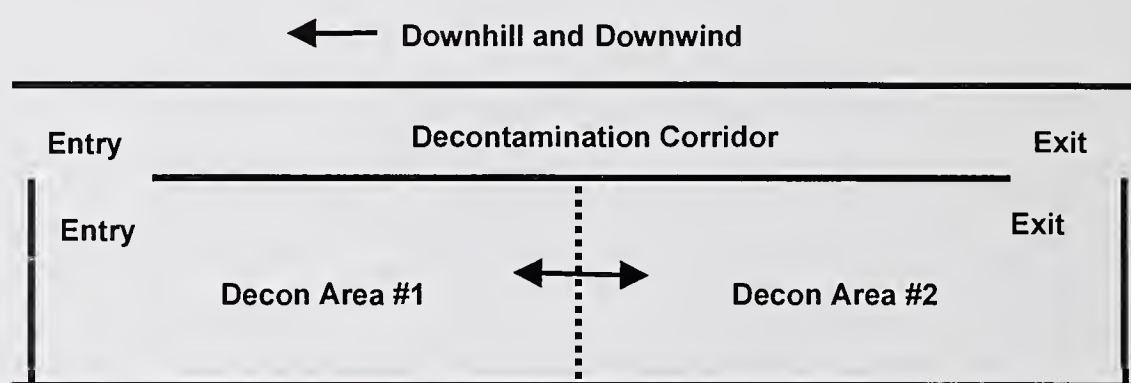 Downhill and Downwind
Entry
Decontamination Corridor
Exit
Entry
Exit
Decon Area #1
Decon Area #2